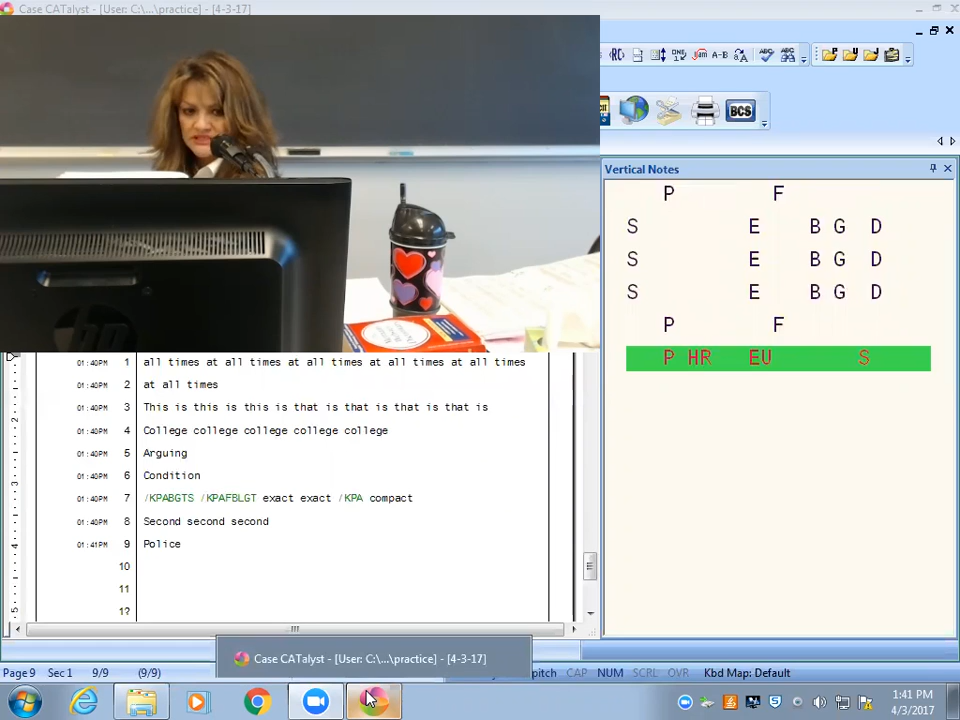 Case CATalyst - [User: C:\...\practice] - [4-3-17]
BCS
Vertical Notes
P F
S E B G D
S E B G D
S E B G D
P F
P HR EU S
hp
01:40PM 1 all times at all times at all times at all times at all times
01:40PM 2 at all times
01:40PM 3 This is this is this is that is that is that is that is
01:40PM 4 College college college college college
01:40PM 5 Arguing
01:40PM 6 Condition
01:40PM 7 /KPABGTS /KPAFBLGT exact exact /KPA compact
01:40PM 8 Second second second
01:41PM 9 Police
10
11
12
Case CATalyst - [User: C:\...\practice] - [4-3-17]
Page 9 Sec 1 9/9 (9/9) pitch CAP NUM SCRL OVR Kbd Map: Default
1:41 PM
4/3/2017